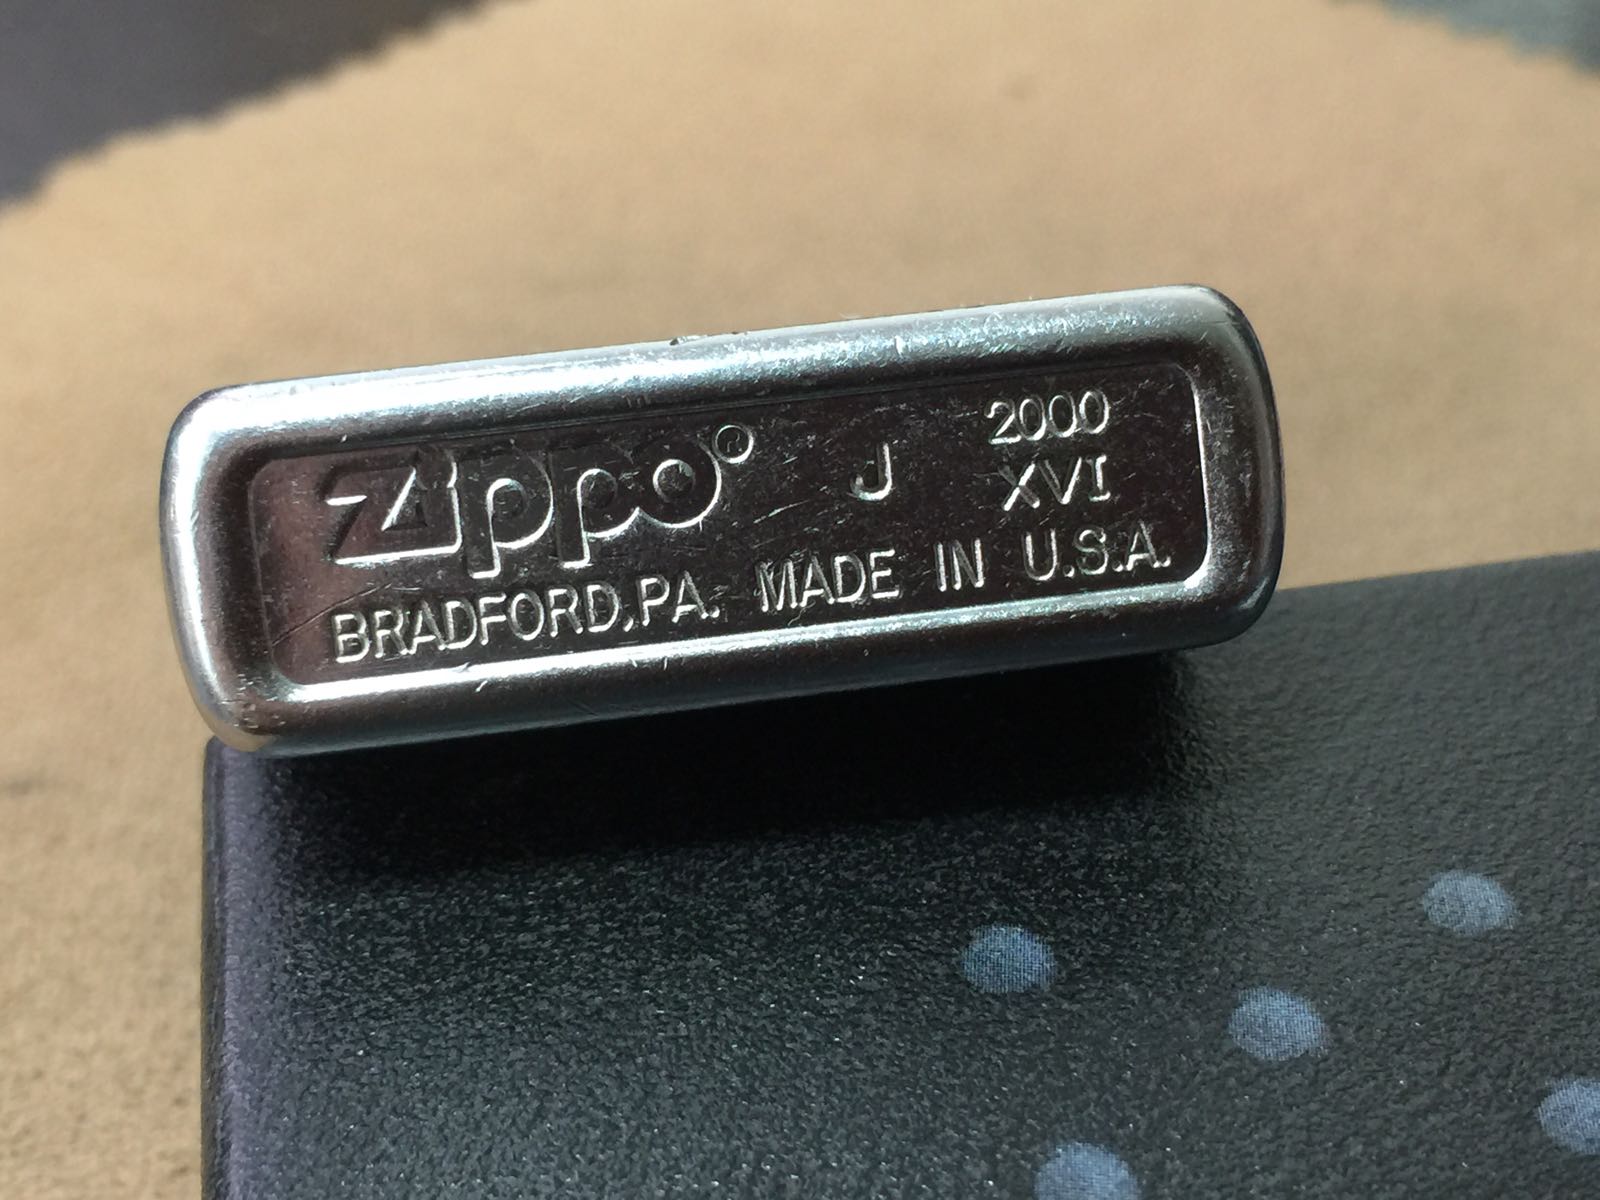 Zippo® J 2000
XVI
BRADFORD,PA. MADE IN U.S.A.